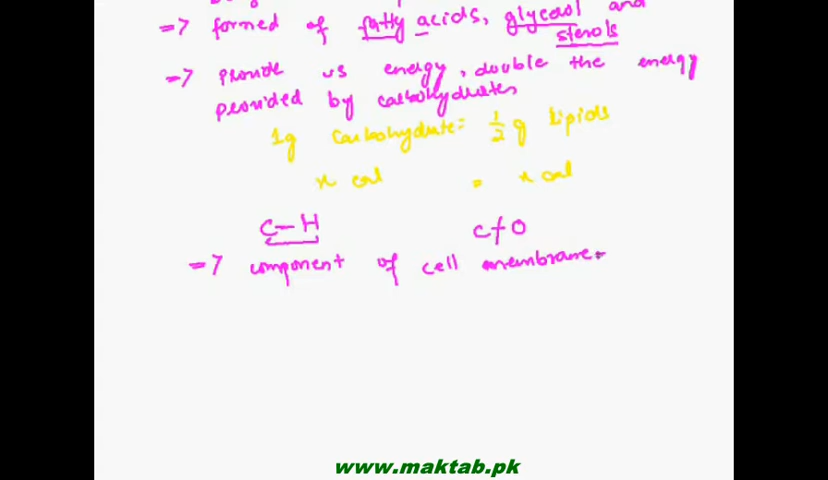 => formed of fatty acids, glycerol and
sterols
=> Provide us energy, double the energy
provided by carbohydrates
1g Carbohydrate = 1/2 g lipids
x cal = x cal
C-H C≠O
=> component of cell membrane.
www.maktab.pk